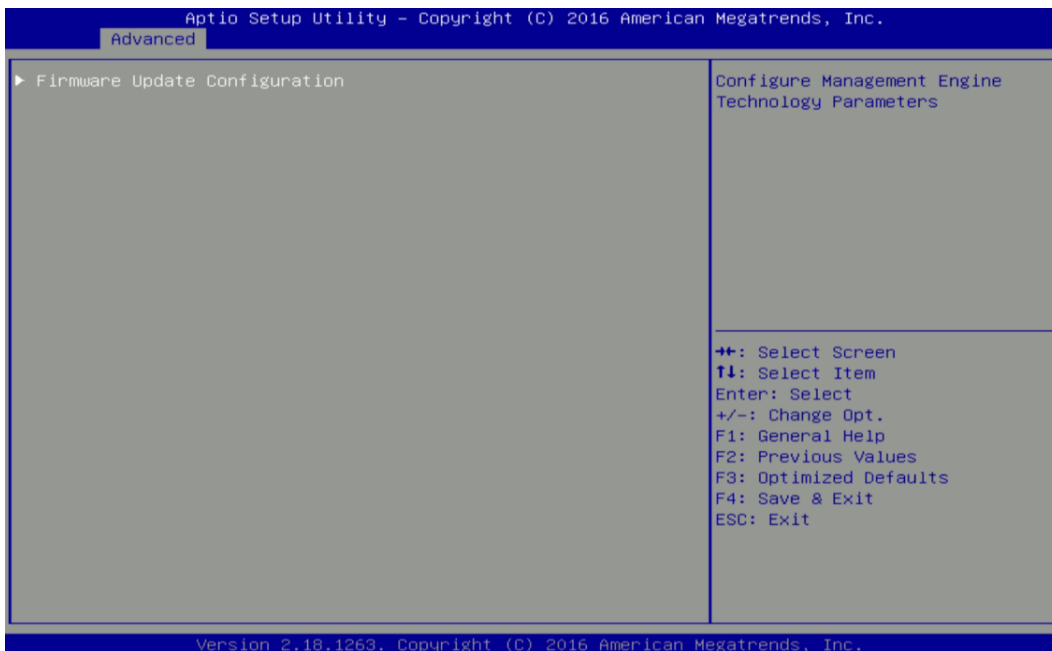 Aptio Setup Utility – Copyright (C) 2016 American Megatrends, Inc.
Advanced
▶ Firmware Update Configuration
Configure Management Engine
Technology Parameters
→←: Select Screen
↑↓: Select Item
Enter: Select
+/-: Change Opt.
F1: General Help
F2: Previous Values
F3: Optimized Defaults
F4: Save & Exit
ESC: Exit
Version 2.18.1263. Copyright (C) 2016 American Megatrends, Inc.